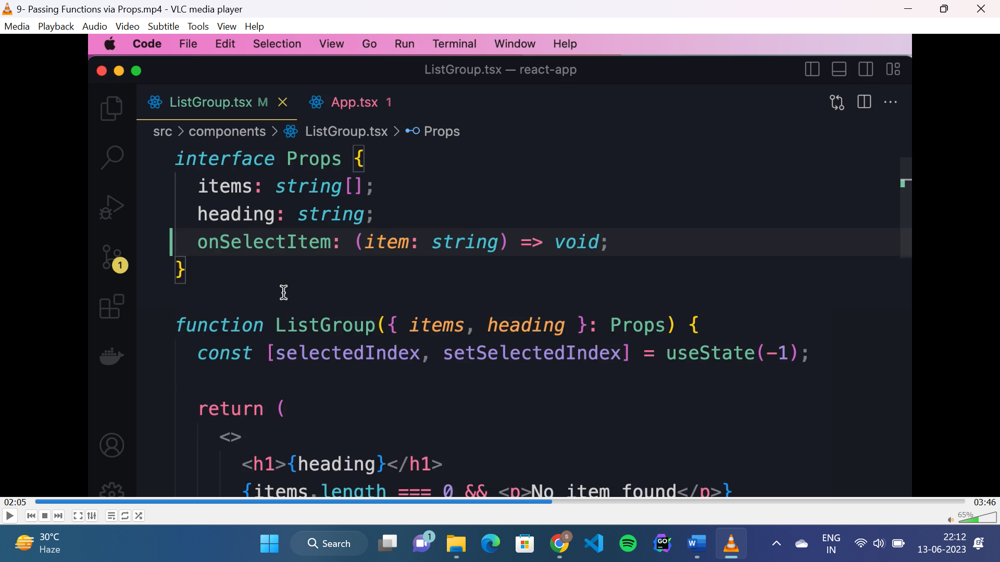 9- Passing Functions via Props.mp4 - VLC media player
Media Playback Audio Video Subtitle Tools View Help
Code File Edit Selection View Go Run Terminal Window Help
ListGroup.tsx — react-app
ListGroup.tsx M App.tsx 1
src > components > ListGroup.tsx > Props
interface Props {
items: string[];
heading: string;
onSelectItem: (item: string) => void;
1
}
function ListGroup({ items, heading }: Props) {
const [selectedIndex, setSelectedIndex] = useState(-1);
return (
<>
<h1>{heading}</h1>
{items.length === 0 && <p>No item found</p>}
02:05 03:46
65%
30°C
Haze
Search
1
S
GO
W
ENG
IN
22:12
13-06-2023